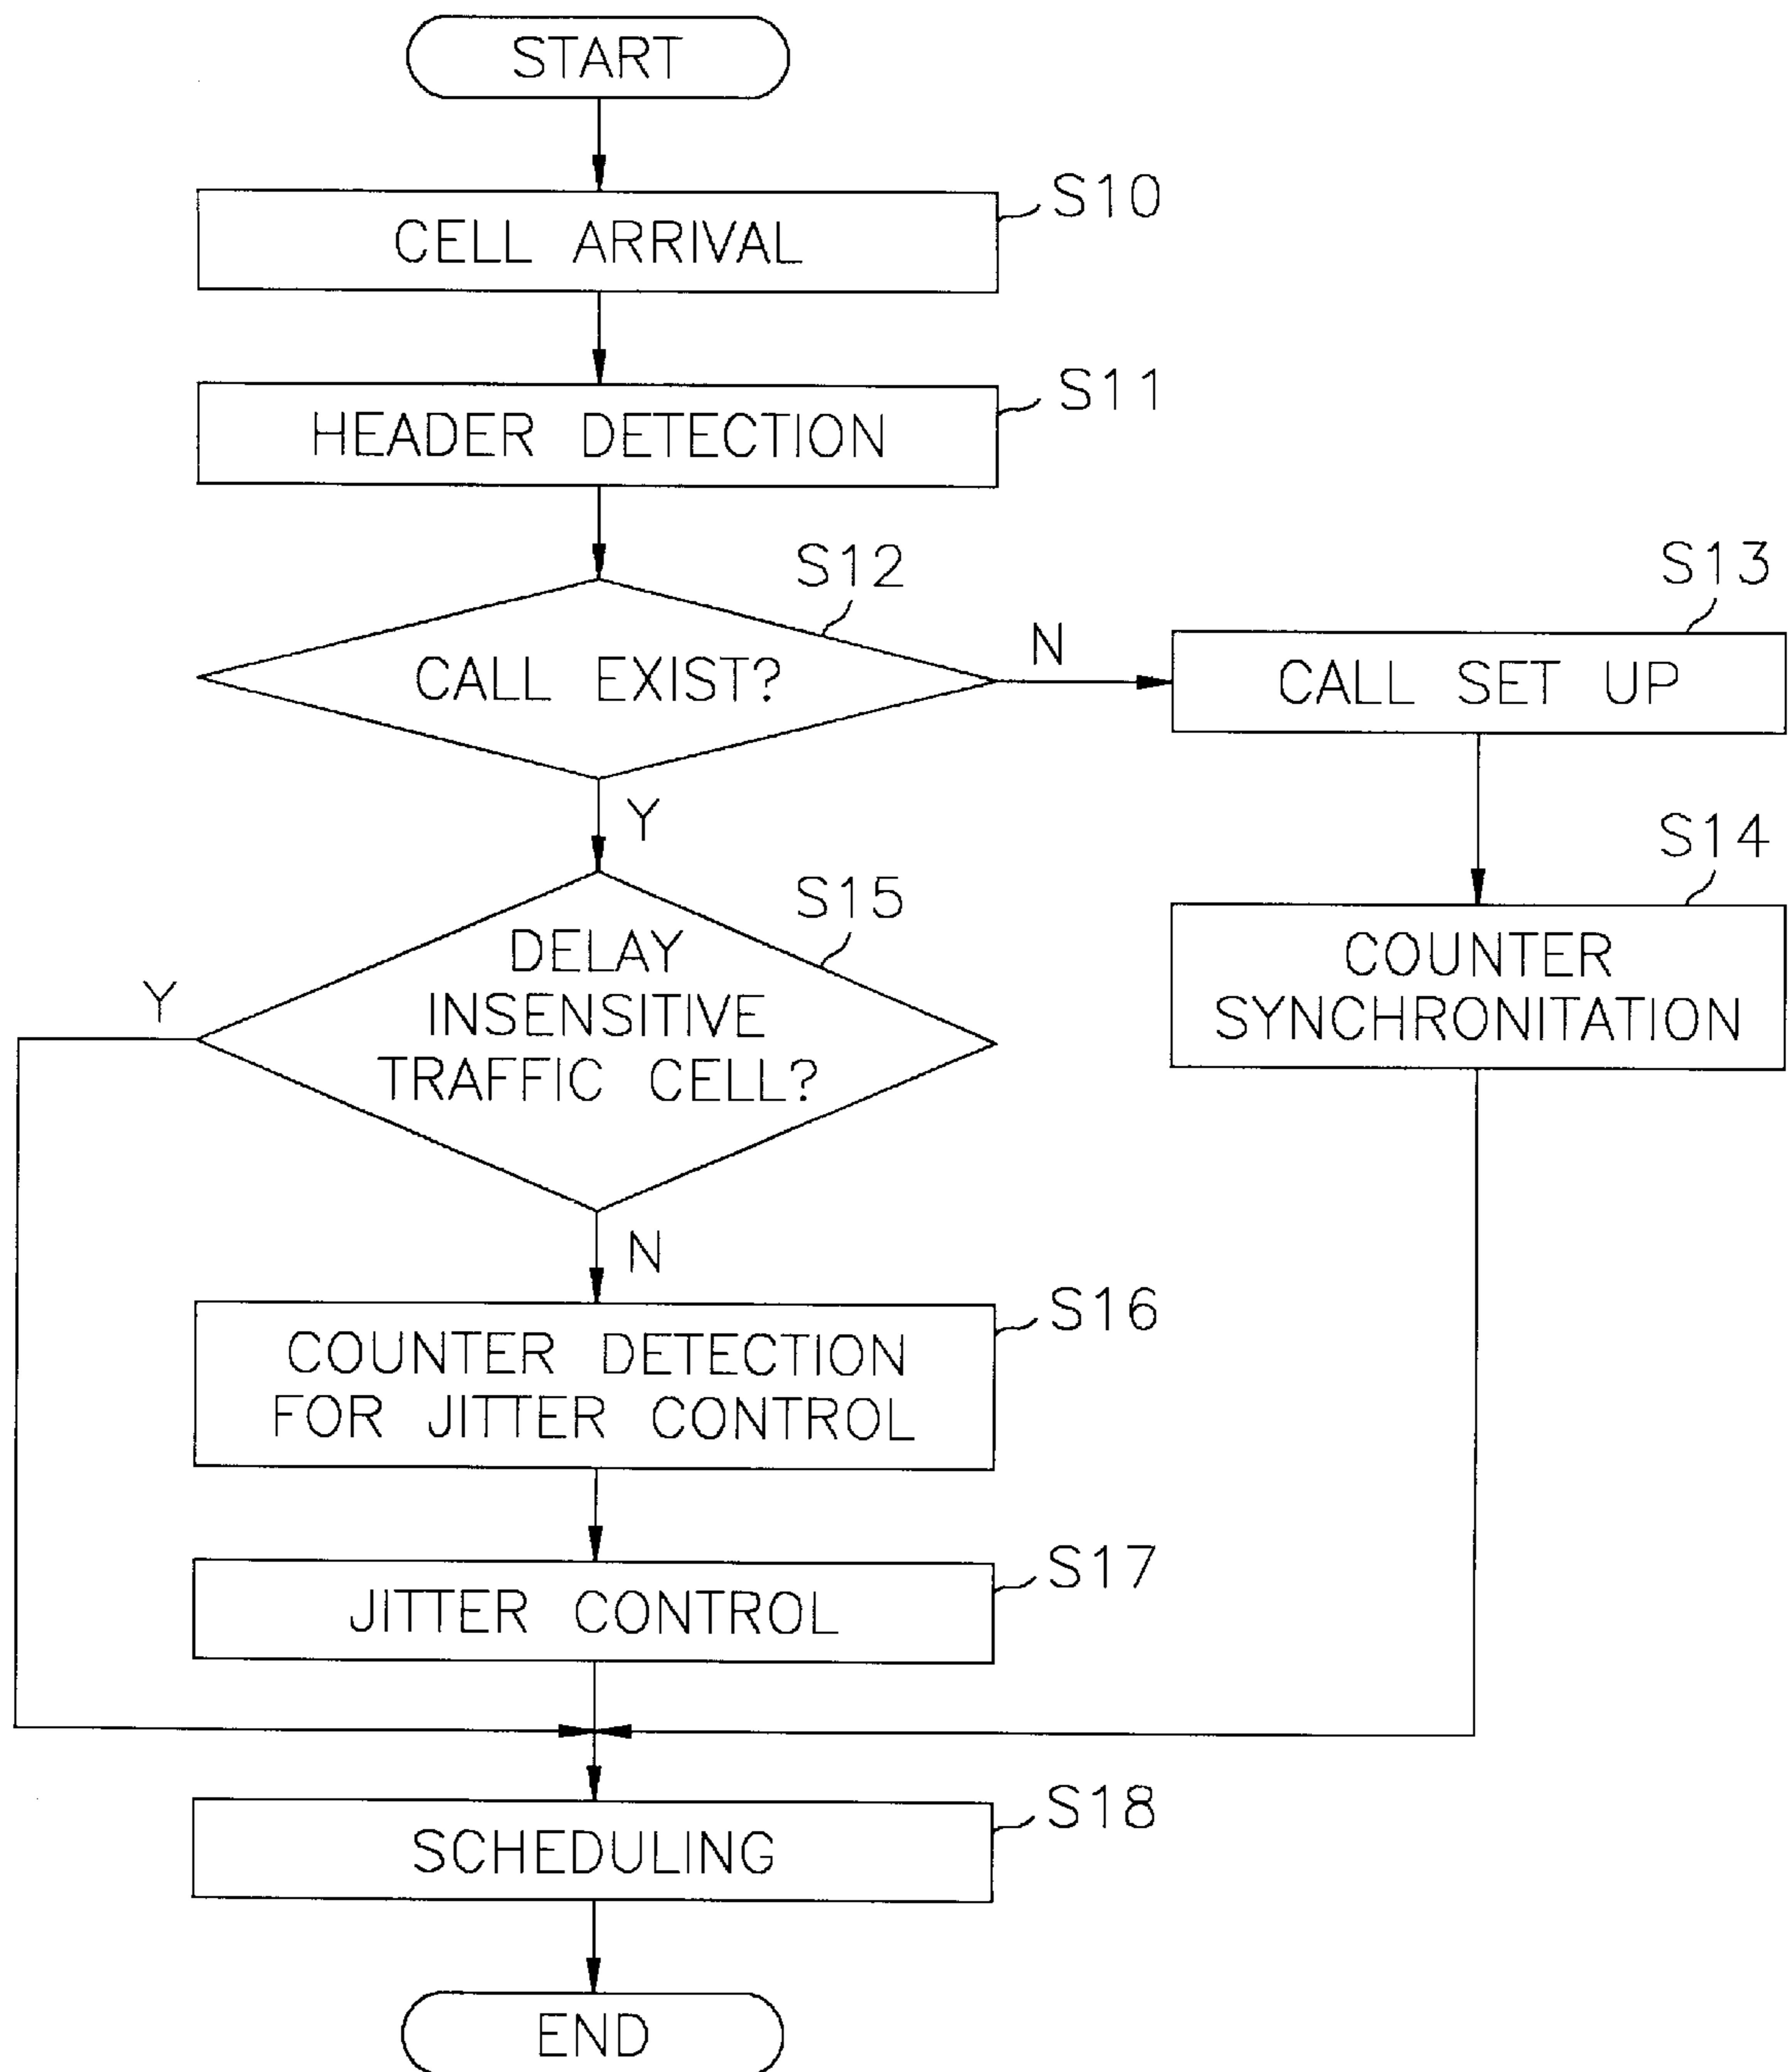 START
CELL ARRIVAL
S10
HEADER DETECTION
S11
S12
CALL EXIST?
N
S13
CALL SET UP
Y
S14
COUNTER
SYNCHRONITATION
S15
DELAY
INSENSITIVE
TRAFFIC CELL?
Y
N
S16
COUNTER DETECTION
FOR JITTER CONTROL
S17
JITTER CONTROL
S18
SCHEDULING
END